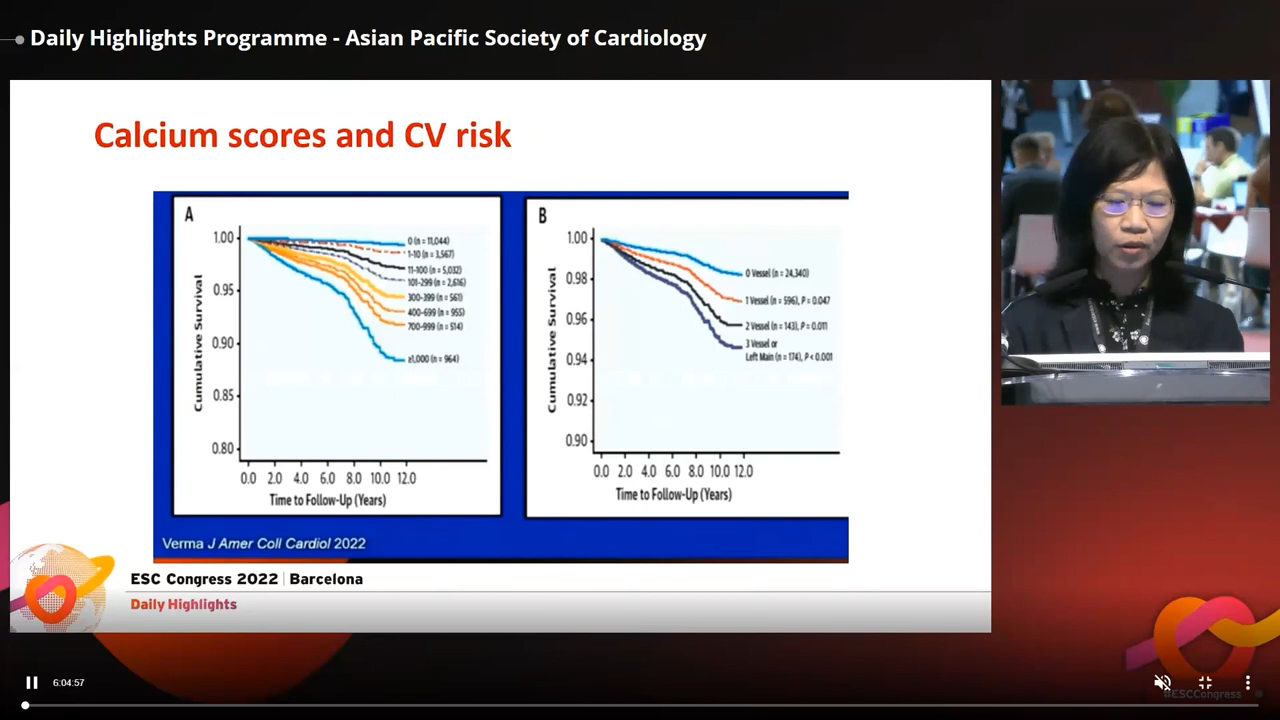 Daily Highlights Programme - Asian Pacific Society of Cardiology
Calcium scores and CV risk
A
Cumulative Survival
1.00
0.95
0.90
0.85
0.80
0 (n = 11,044)
1-10 (n = 3,567)
11-100 (n = 5,032)
101-299 (n = 2,616)
300-399 (n = 561)
400-699 (n = 955)
700-999 (n = 514)
≥1,000 (n = 964)
0.0 2.0 4.0 6.0 8.0 10.0 12.0
Time to Follow-Up (Years)
B
Cumulative Survival
1.00
0.98
0.96
0.94
0.92
0.90
0 Vessel (n = 24,340)
1 Vessel (n = 596), P = 0.047
2 Vessel (n = 143), P = 0.011
3 Vessel or
Left Main (n = 174), P < 0.001
0.0 2.0 4.0 6.0 8.0 10.0 12.0
Time to Follow-Up (Years)
Verma J Amer Coll Cardiol 2022
ESC Congress 2022 | Barcelona
Daily Highlights
6:04:57
#ESCCongress